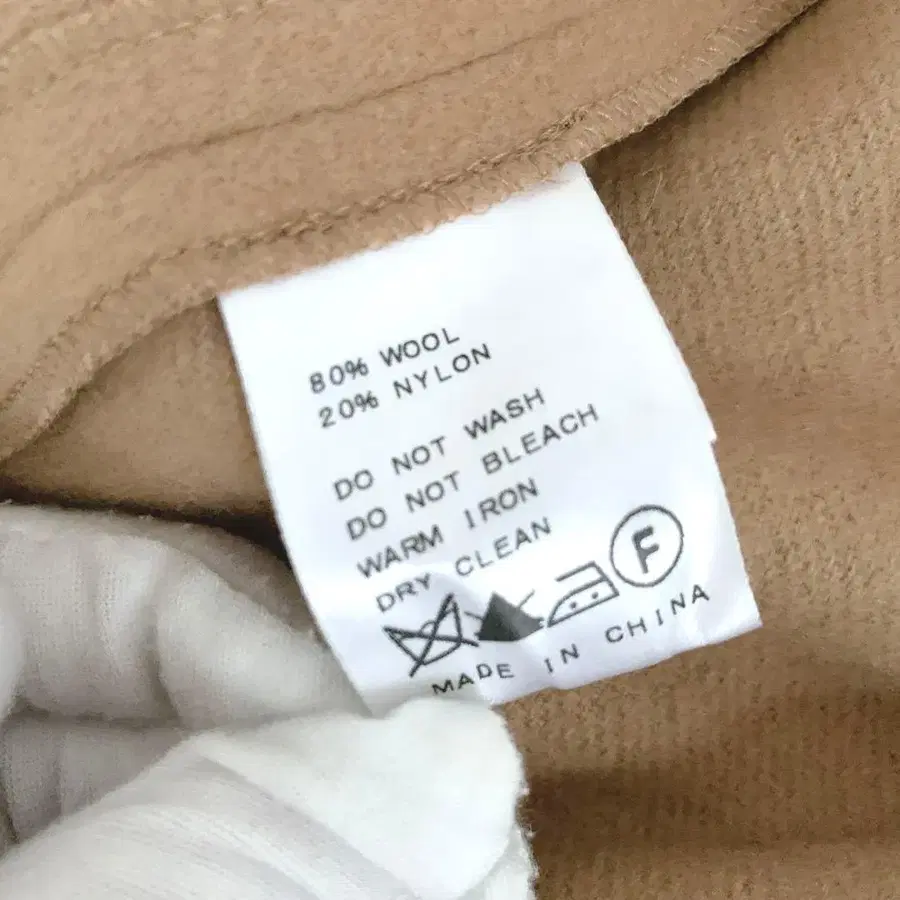 80% WOOL
20% NYLON
DO NOT WASH
DO NOT BLEACH
WARM IRON
DRY CLEAN
F
MADE IN CHINA